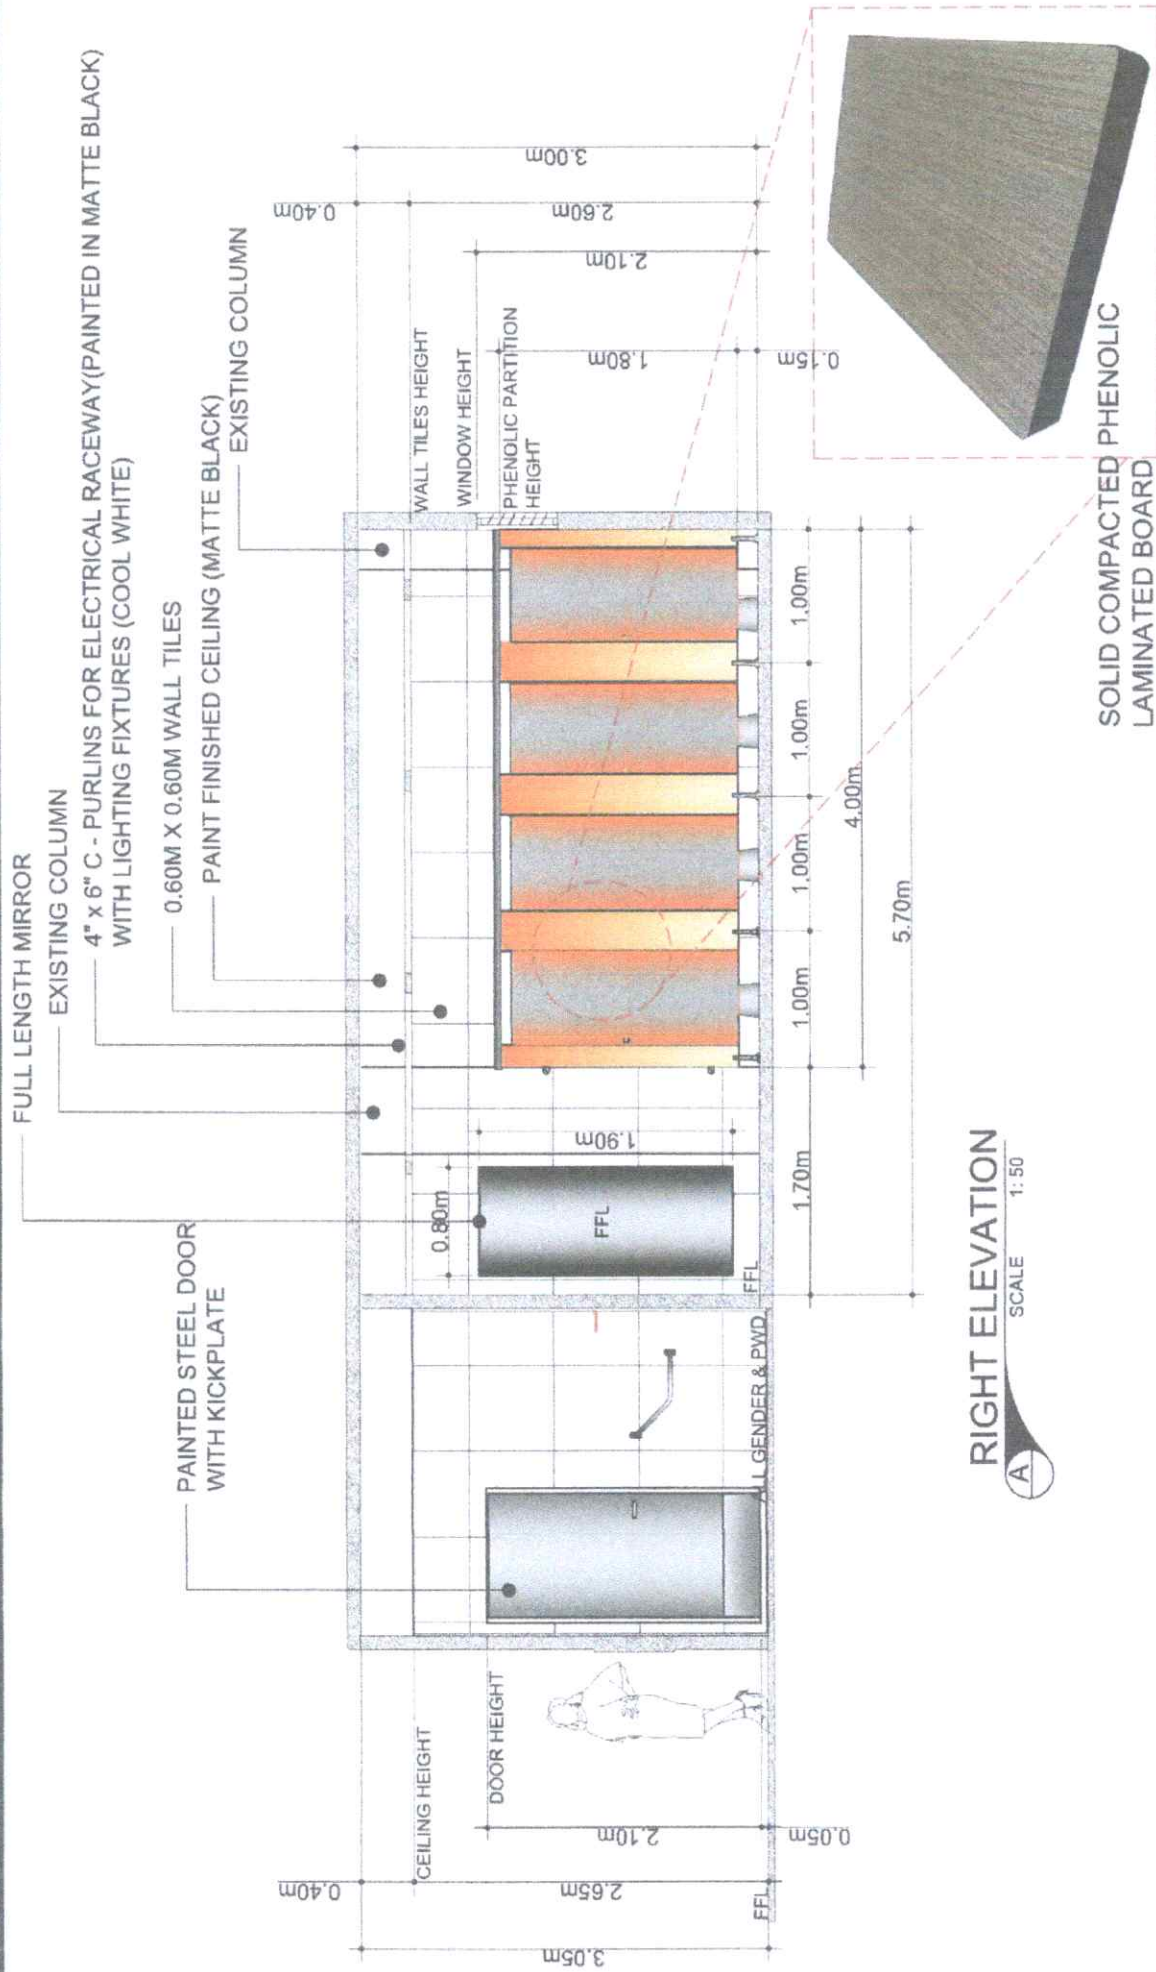 FULL LENGTH MIRROR
EXISTING COLUMN
4" x 6" C - PURLINS FOR ELECTRICAL RACEWAY(PAINTED IN MATTE BLACK)
WITH LIGHTING FIXTURES (COOL WHITE)
0.60M X 0.60M WALL TILES
PAINT FINISHED CEILING (MATTE BLACK)
EXISTING COLUMN
PAINTED STEEL DOOR
WITH KICKPLATE
0.40m
3.00m
2.60m
2.10m
1.80m
0.15m
WALL TILES HEIGHT
WINDOW HEIGHT
PHENOLIC PARTITION
HEIGHT
0.40m
3.05m
2.65m
2.10m
0.05m
CEILING HEIGHT
DOOR HEIGHT
FFL
ALL GENDER & PWD
0.80m
1.90m
FFL
FFL
1.70m
1.00m
1.00m
1.00m
1.00m
4.00m
5.70m
SOLID COMPACTED PHENOLIC
LAMINATED BOARD
A
RIGHT ELEVATION
SCALE 1: 50